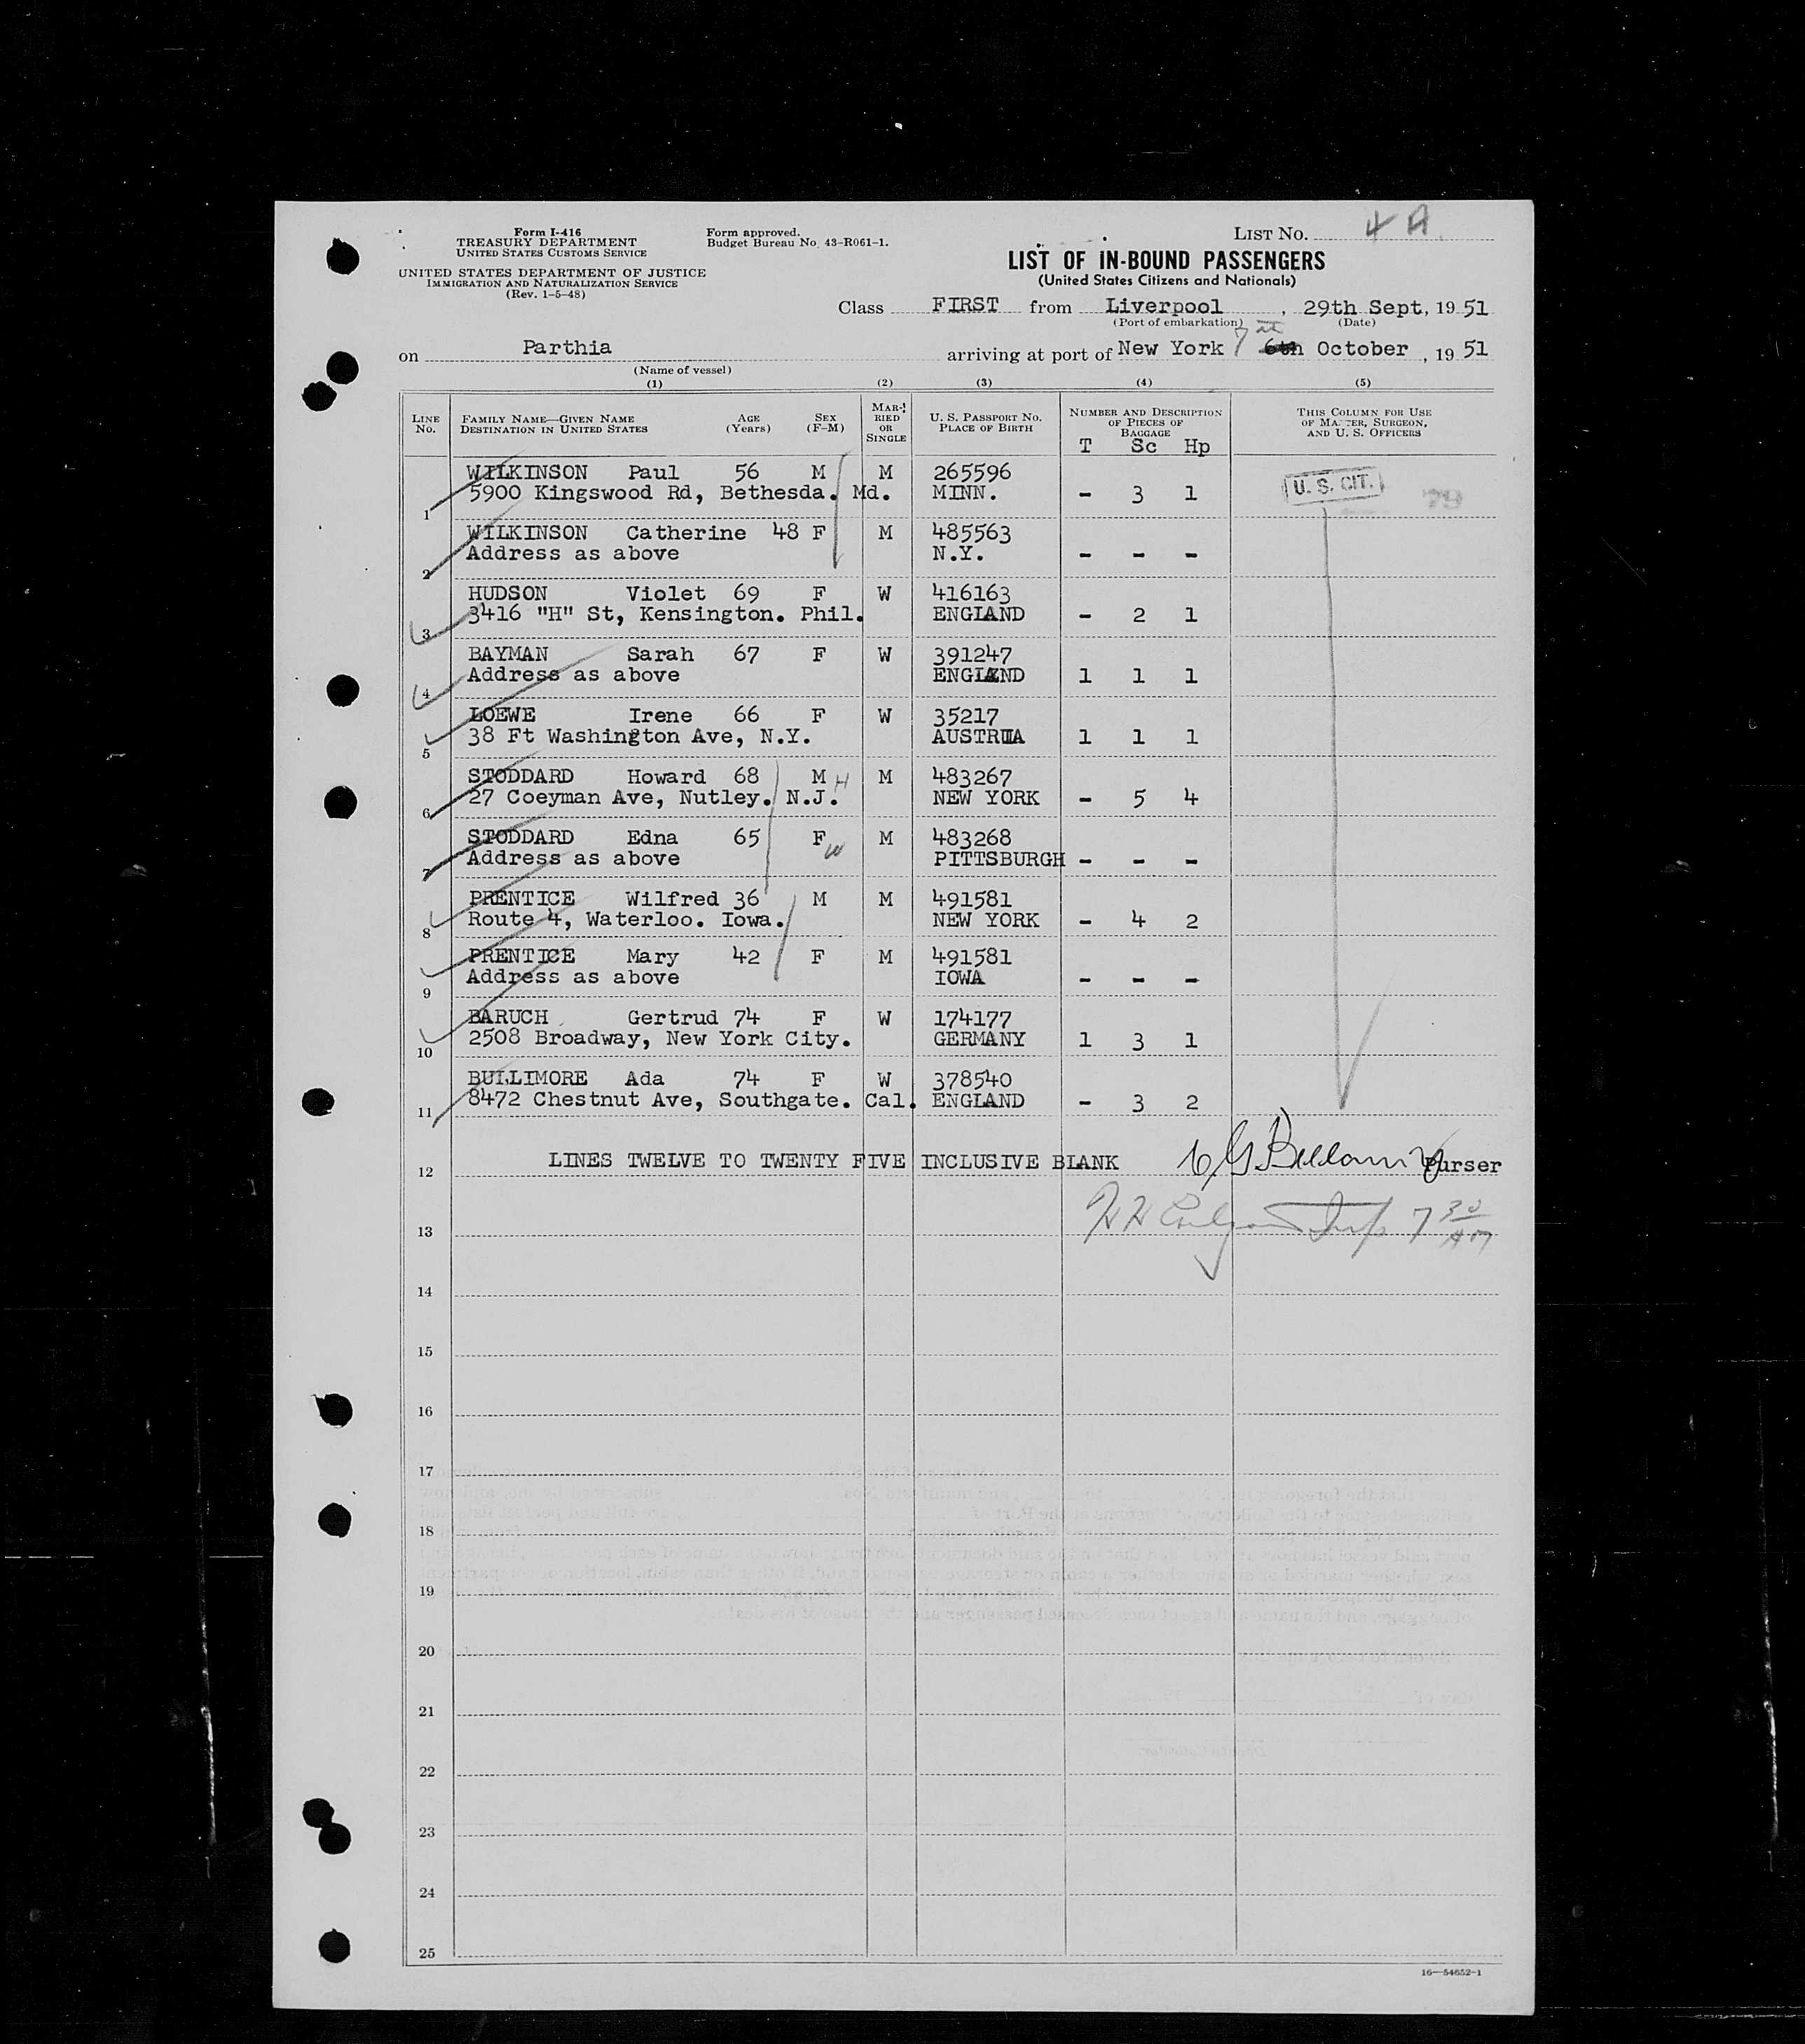 Form I-416
TREASURY DEPARTMENT
UNITED STATES CUSTOMS SERVICE
UNITED STATES DEPARTMENT OF JUSTICE
IMMIGRATION AND NATURALIZATION SERVICE
(Rev. 1-5-48)
Form approved.
Budget Bureau No. 43-R061-1.
LIST NO. 4 A
LIST OF IN-BOUND PASSENGERS
(United States Citizens and Nationals)
Class FIRST from Liverpool, 29th Sept, 19 51
(Port of embarkation) (Date)
on Parthia arriving at port of New York 7 6th October, 19 51
(Name of vessel)
(1) (2) (3) (4) (5)
LINE NO.
FAMILY NAME—GIVEN NAME AGE SEX
DESTINATION IN UNITED STATES (Years) (F-M)
MARRIED OR SINGLE
U. S. PASSPORT NO.
PLACE OF BIRTH
NUMBER AND DESCRIPTION OF PIECES OF BAGGAGE
T Sc Hp
THIS COLUMN FOR USE OF MASTER, SURGEON, AND U. S. OFFICERS
WILKINSON Paul 56 M M 265596
1 5900 Kingswood Rd, Bethesda. Md. MINN. - 3 1 U. S. CIT.
WILKINSON Catherine 48 F M 485563
2 Address as above N.Y. - - -
HUDSON Violet 69 F W 416163
3 3416 "H" St, Kensington. Phil. ENGLAND - 2 1
BAYMAN Sarah 67 F W 391247
4 Address as above ENGLAND 1 1 1
LOEWE Irene 66 F W 35217
5 38 Ft Washington Ave, N.Y. AUSTRIA 1 1 1
STODDARD Howard 68 M H M 483267
6 27 Coeyman Ave, Nutley. N.J. NEW YORK - 5 4
STODDARD Edna 65 F W M 483268
7 Address as above PITTSBURGH - - -
PRENTICE Wilfred 36 M M 491581
8 Route 4, Waterloo. Iowa. NEW YORK - 4 2
PRENTICE Mary 42 F M 491581
9 Address as above IOWA - - -
BARUCH Gertrud 74 F W 174177
10 2508 Broadway, New York City. GERMANY 1 3 1
BULLIMORE Ada 74 F W 378540
11 8472 Chestnut Ave, Southgate. Cal. ENGLAND - 3 2
12 LINES TWELVE TO TWENTY FIVE INCLUSIVE BLANK Purser
13 7 30 AM
14
15
16
17
18
19
20
21
22
23
24
25
16—54652-1